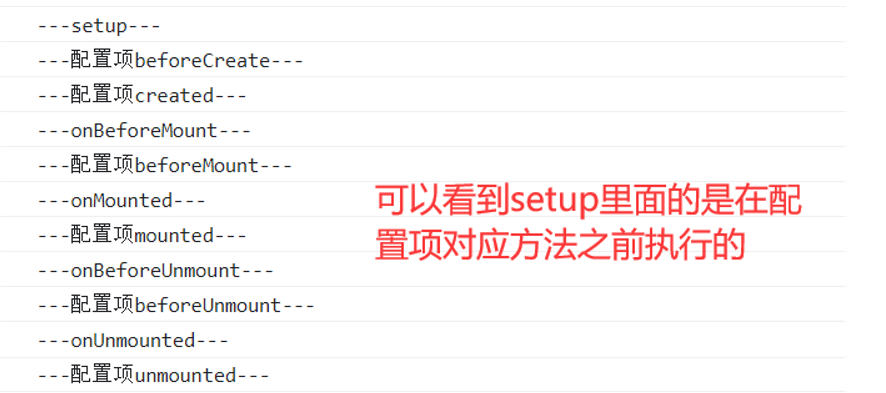 ---setup---
---配置项beforeCreate---
---配置项created---
---onBeforeMount---
---配置项beforeMount---
---onMounted---
---配置项mounted---
---onBeforeUnmount---
---配置项beforeUnmount---
---onUnmounted---
---配置项unmounted---
可以看到setup里面的是在配
置项对应方法之前执行的